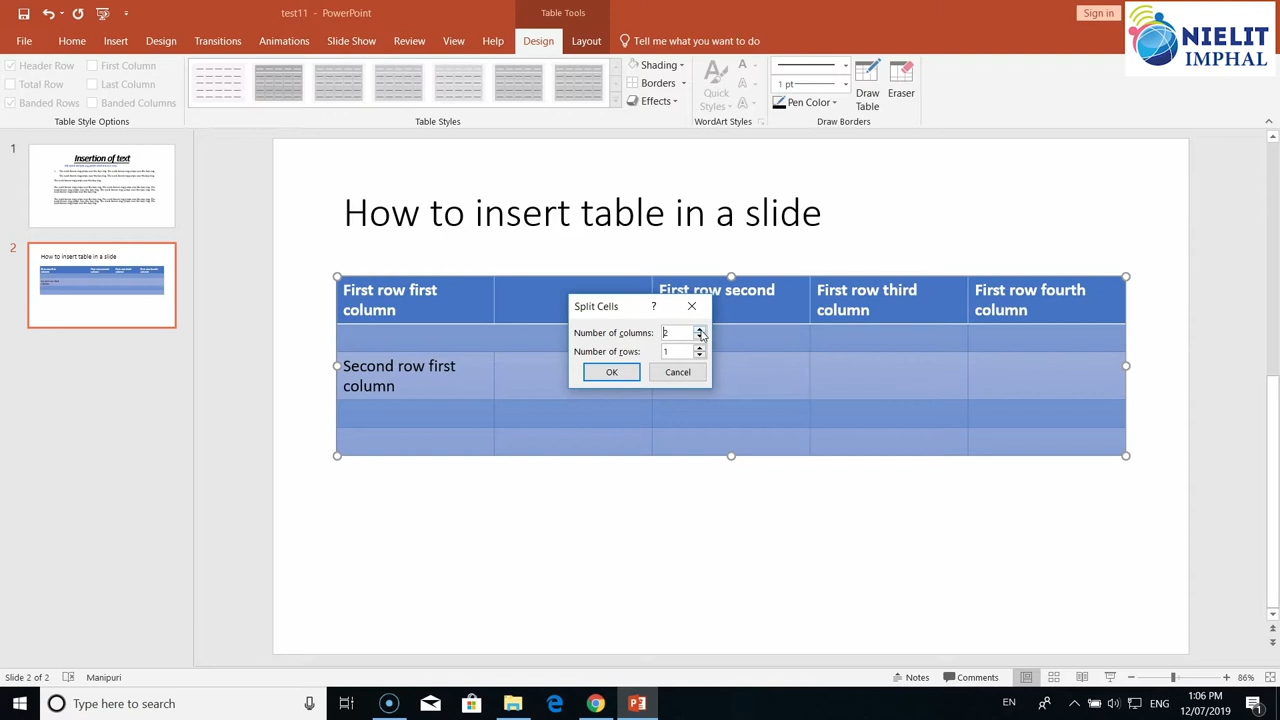 test11 - PowerPoint
Table Tools
Sign in
NIELIT
IMPHAL
File Home Insert Design Transitions Animations Slide Show Review View Help Design Layout Tell me what you want to do
Header Row First Column
Total Row Last Column
Banded Rows Banded Columns
Table Style Options
Table Styles
Shading
Borders
Effects
Quick
Styles
WordArt Styles
1 pt
Pen Color
Draw
Table
Eraser
Draw Borders
1
Insertion of text
2
How to insert table in a slide
How to insert table in a slide
First row first
column
First row second
First row third
column
First row fourth
column
Second row first
column
Split Cells ?
Number of columns: 2
Number of rows: 1
OK Cancel
Slide 2 of 2 Manipuri
Notes Comments 86%
Type here to search
EN ENG
1:06 PM
12/07/2019
1